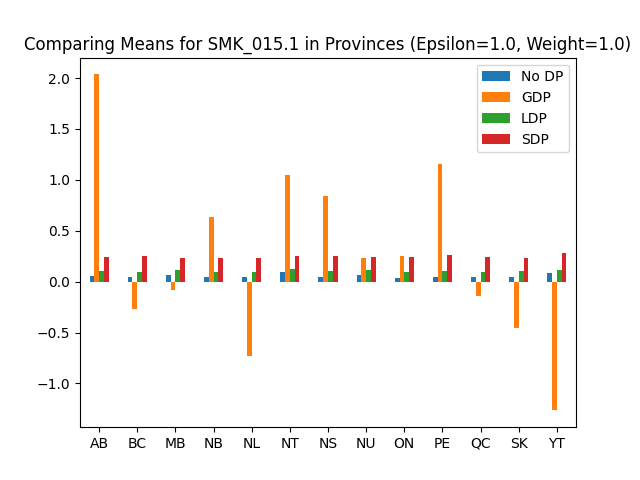 Comparing Means for SMK_015.1 in Provinces (Epsilon=1.0, Weight=1.0)
No DP
GDP
LDP
SDP
2.0
1.5
1.0
0.5
0.0
−0.5
−1.0
AB BC MB NB NL NT NS NU ON PE QC SK YT